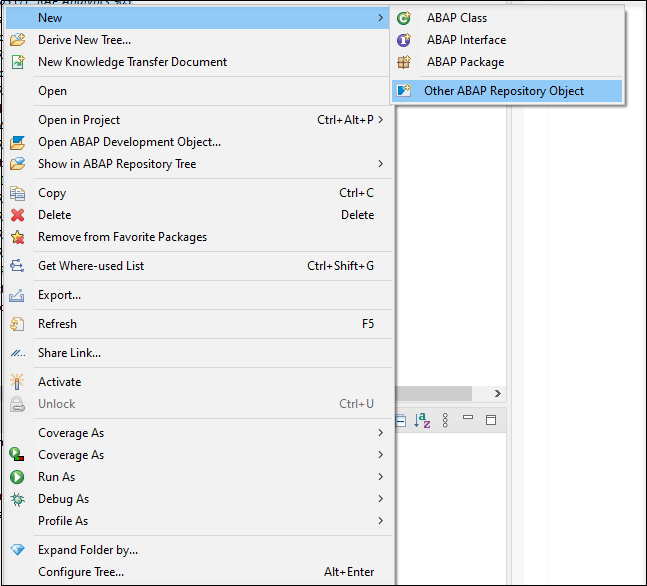 New
ABAP Class
Derive New Tree...
ABAP Interface
New Knowledge Transfer Document
ABAP Package
Open
Other ABAP Repository Object
Open in Project Ctrl+Alt+P
Open ABAP Development Object...
Show in ABAP Repository Tree
Copy Ctrl+C
Delete Delete
Remove from Favorite Packages
Get Where-used List Ctrl+Shift+G
Export...
Refresh F5
Share Link...
Activate
Unlock Ctrl+U
Coverage As
Coverage As
Run As
Debug As
Profile As
Expand Folder by...
Configure Tree... Alt+Enter